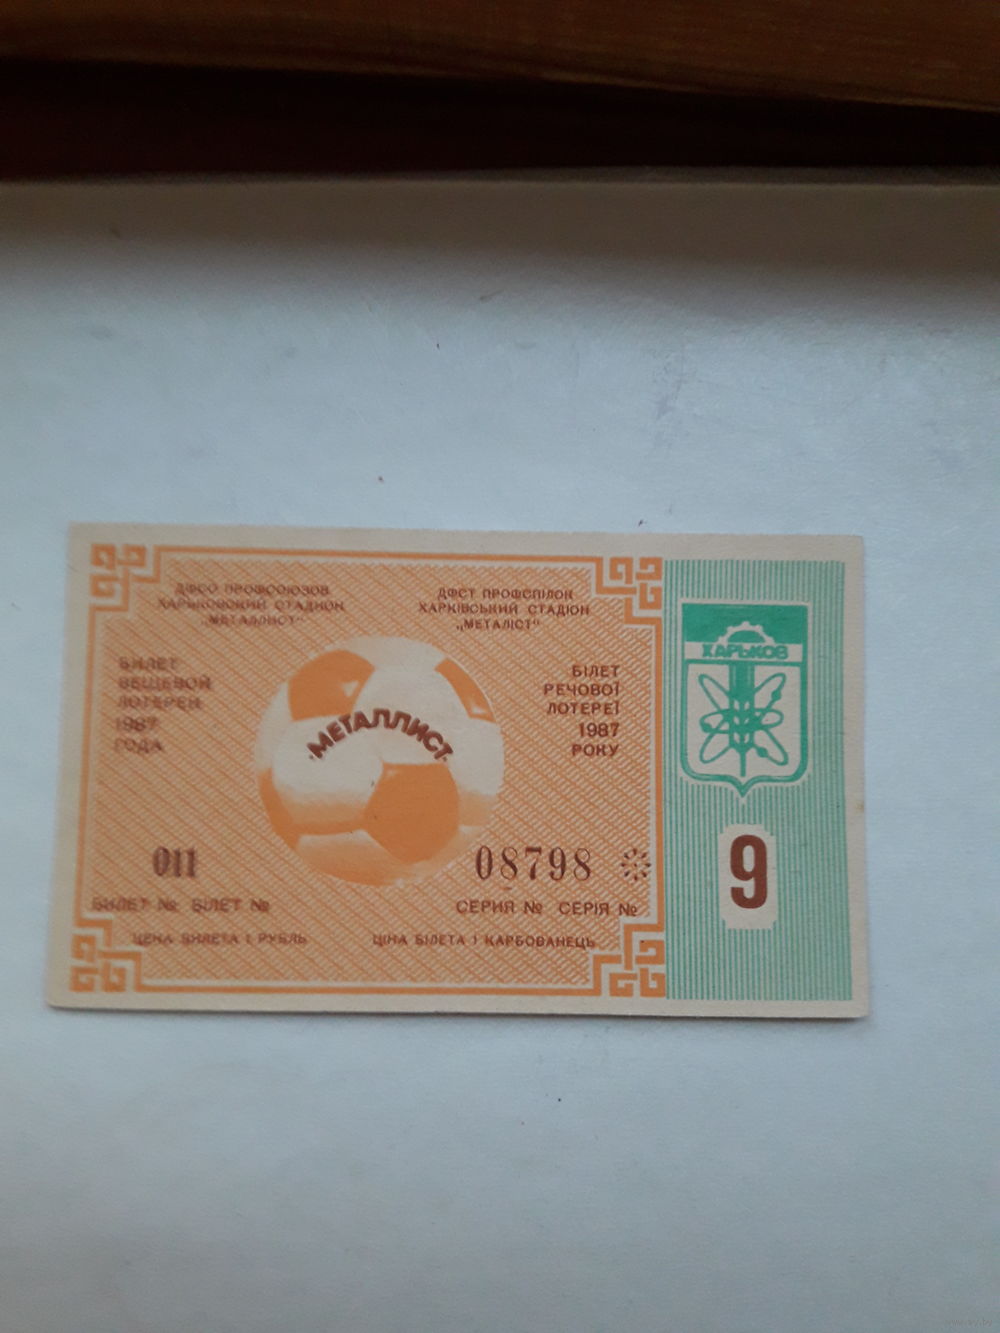 ДФСО ПРОФСОЮЗОВ
ХАРЬКОВСКИЙ СТАДИОН
„МЕТАЛЛИСТ"
ДФСТ ПРОФСПІЛОК
ХАРКІВСЬКИЙ СТАДІОН
„МЕТАЛІСТ"
БИЛЕТ
ВЕЩЕВОЙ
ЛОТЕРЕИ
1987
ГОДА
·МЕТАЛЛИСТ·
БІЛЕТ
РЕЧОВОЇ
ЛОТЕРЕЇ
1987
РОКУ
011
БИЛЕТ № БІЛЕТ №
08798
СЕРИЯ № СЕРІЯ №
ЦЕНА БИЛЕТА 1 РУБЛЬ
ЦІНА БІЛЕТА 1 КАРБОВАНЕЦЬ
ХАРЬКОВ
9